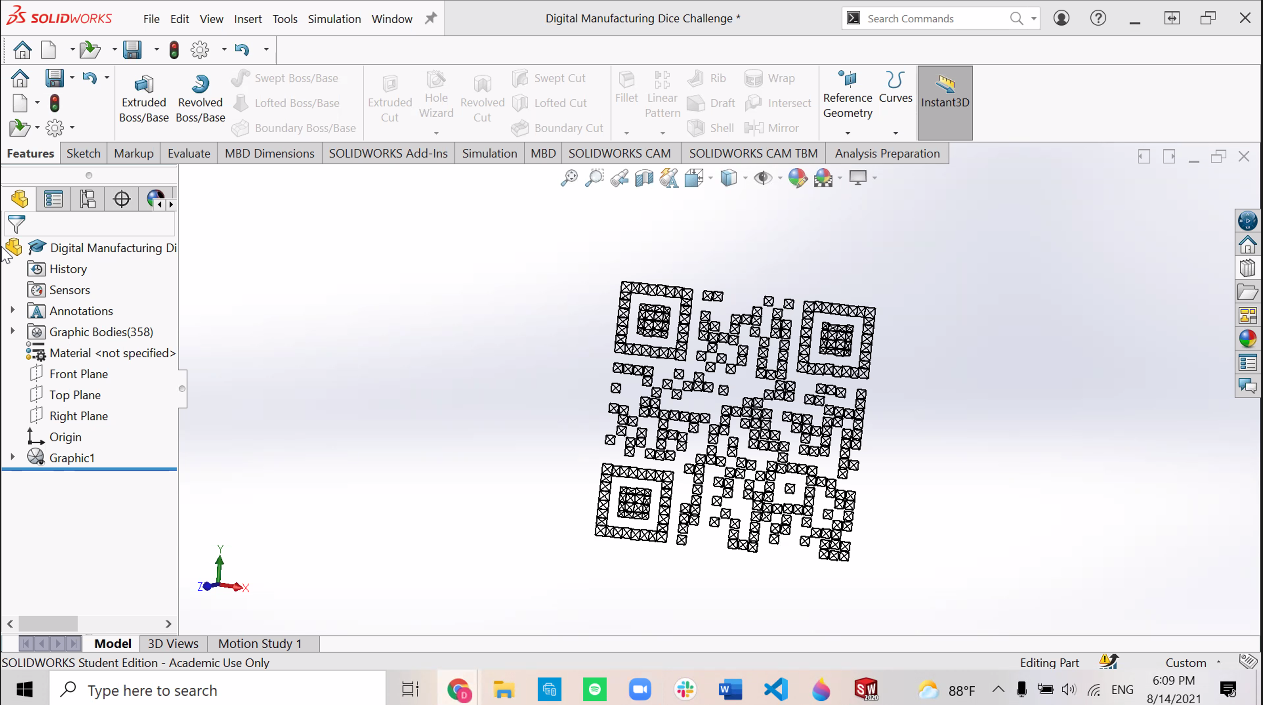 SOLIDWORKS File Edit View Insert Tools Simulation Window Digital Manufacturing Dice Challenge * Search Commands
Extruded Boss/Base
Revolved Boss/Base
Swept Boss/Base
Lofted Boss/Base
Boundary Boss/Base
Extruded Cut
Hole Wizard
Revolved Cut
Swept Cut
Lofted Cut
Boundary Cut
Fillet
Linear Pattern
Rib
Draft
Shell
Wrap
Intersect
Mirror
Reference Geometry
Curves
Instant3D
Features Sketch Markup Evaluate MBD Dimensions SOLIDWORKS Add-Ins Simulation MBD SOLIDWORKS CAM SOLIDWORKS CAM TBM Analysis Preparation
Digital Manufacturing Di
History
Sensors
Annotations
Graphic Bodies(358)
Material <not specified>
Front Plane
Top Plane
Right Plane
Origin
Graphic1
Y
Z X
Model 3D Views Motion Study 1
SOLIDWORKS Student Edition - Academic Use Only Editing Part Custom
Type here to search
D
W
SW
2020
88°F ENG
6:09 PM
8/14/2021